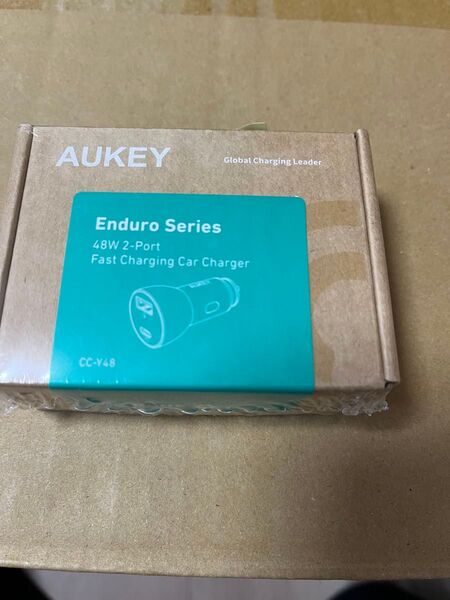 AUKEY
Global Charging Leader
Enduro Series
48W 2-Port
Fast Charging Car Charger
CC-Y48